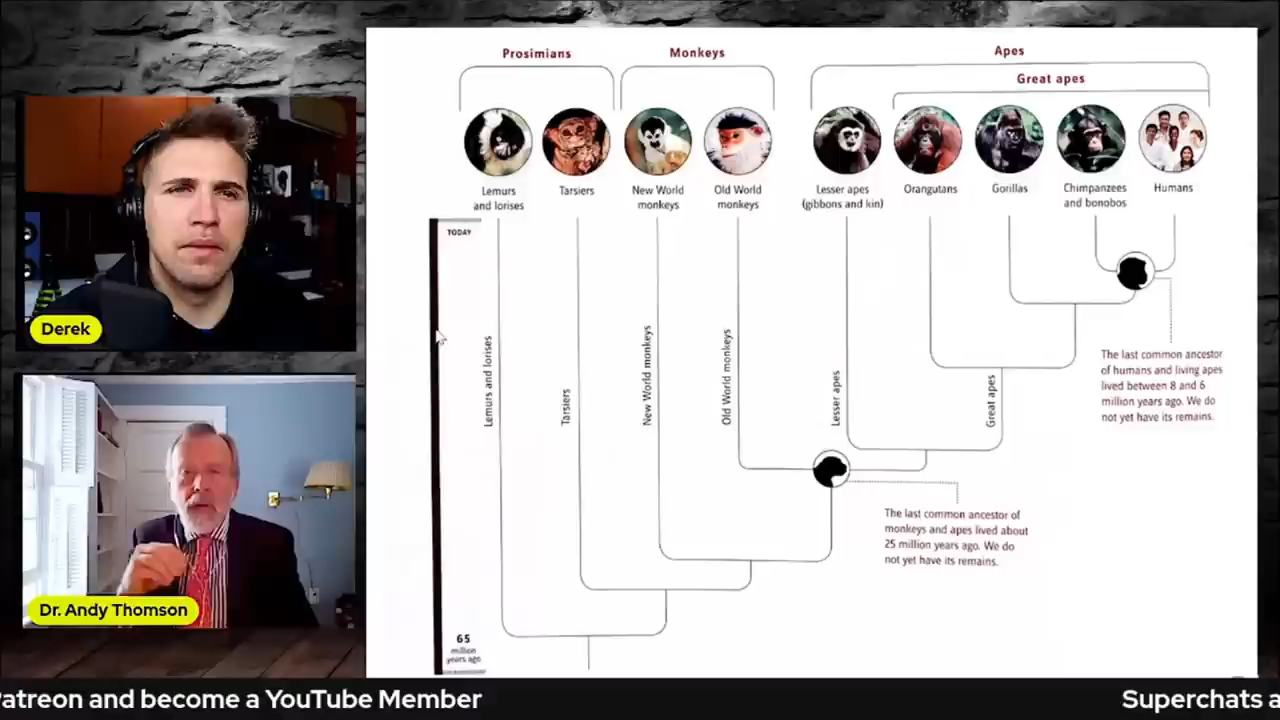 Prosimians
Monkeys
Apes
Great apes
Lemurs
and lorises
Tarsiers
New World
monkeys
Old World
monkeys
Lesser apes
(gibbons and kin)
Orangutans
Gorillas
Chimpanzees
and bonobos
Humans
TODAY
Lemurs and lorises
Tarsiers
New World monkeys
Old World monkeys
Lesser apes
Great apes
The last common ancestor
of humans and living apes
lived between 8 and 6
million years ago. We do
not yet have its remains.
The last common ancestor of
monkeys and apes lived about
25 million years ago. We do
not yet have its remains.
65
million
years ago
Derek
Dr. Andy Thomson
Patreon and become a YouTube Member
Superchats a